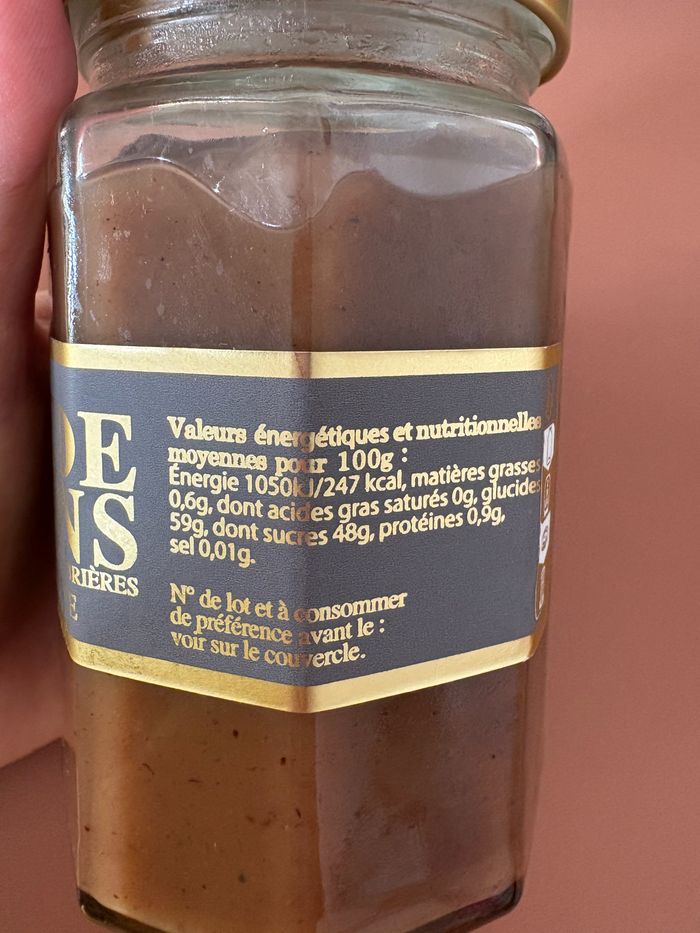 DE
NS
RIÈRES
E
Valeurs énergétiques et nutritionnelles
moyennes pour 100g :
Énergie 1050kJ/247 kcal, matières grasses
0,6g, dont acides gras saturés 0g, glucides
59g, dont sucres 48g, protéines 0,9g,
sel 0,01g.
N° de lot et à consommer
de préférence avant le :
voir sur le couvercle.